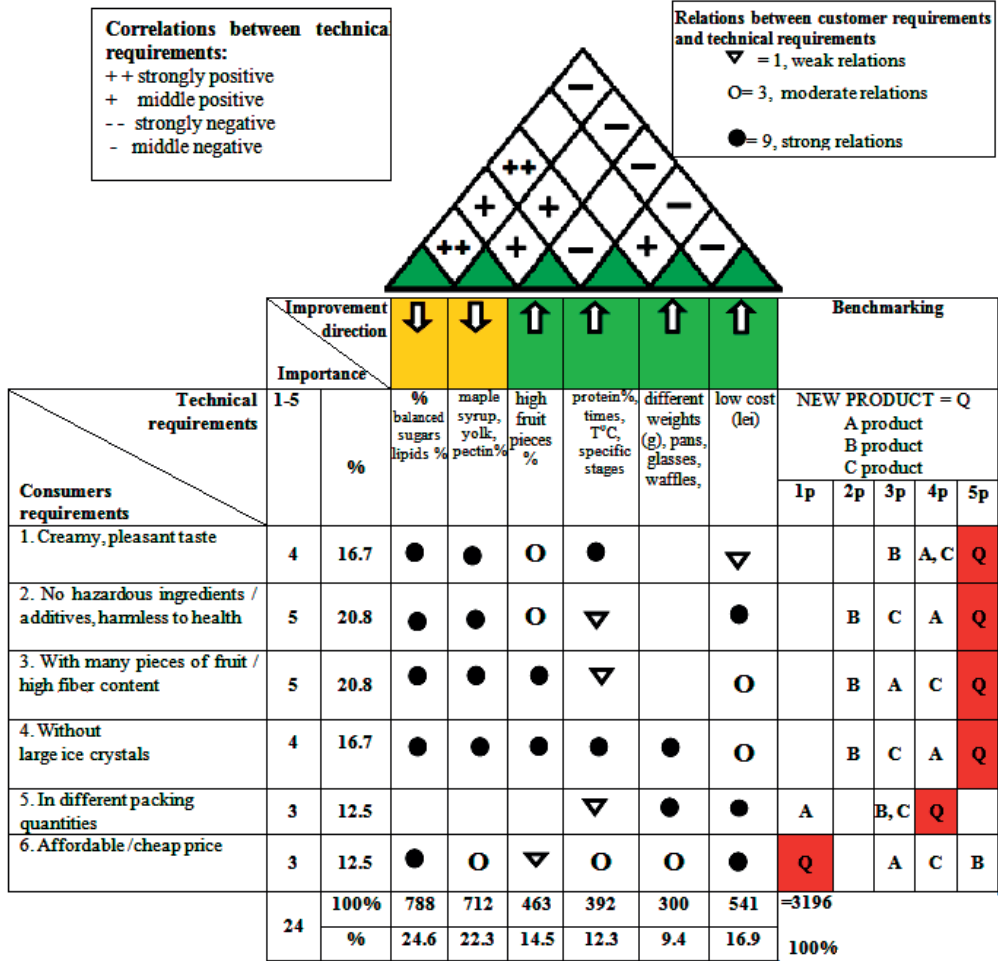 Correlations between technical
requirements:
+ + strongly positive
+ middle positive
- - strongly negative
- middle negative
Relations between customer requirements
and technical requirements
▽ = 1, weak relations
O= 3, moderate relations
●= 9, strong relations
−
−
++ −
+ + −
++ + − + −
Improvement
direction
Importance
⇩ ⇩ ⇧ ⇧ ⇧ ⇧
Benchmarking
Technical
requirements
Consumers
requirements
1-5
%
%
balanced
sugars
lipids %
maple
syrup,
yolk,
pectin%
high
fruit
pieces
%
protein%,
times,
T°C,
specific
stages
different
weights
(g), pans,
glasses,
waffles,
low cost
(lei)
NEW PRODUCT = Q
A product
B product
C product
1p 2p 3p 4p 5p
1. Creamy, pleasant taste
4 16.7 ● ● O ● ▽ B A, C Q
2. No hazardous ingredients /
additives, harmless to health
5 20.8 ● ● O ▽ ● B C A Q
3. With many pieces of fruit /
high fiber content
5 20.8 ● ● ● ▽ O B A C Q
4. Without
large ice crystals
4 16.7 ● ● ● ● ● O B C A Q
5. In different packing
quantities
3 12.5 ▽ ● ● A B, C Q
6. Affordable /cheap price
3 12.5 ● O ▽ O O ● Q A C B
24
100% 788 712 463 392 300 541 =3196
% 24.6 22.3 14.5 12.3 9.4 16.9 100%